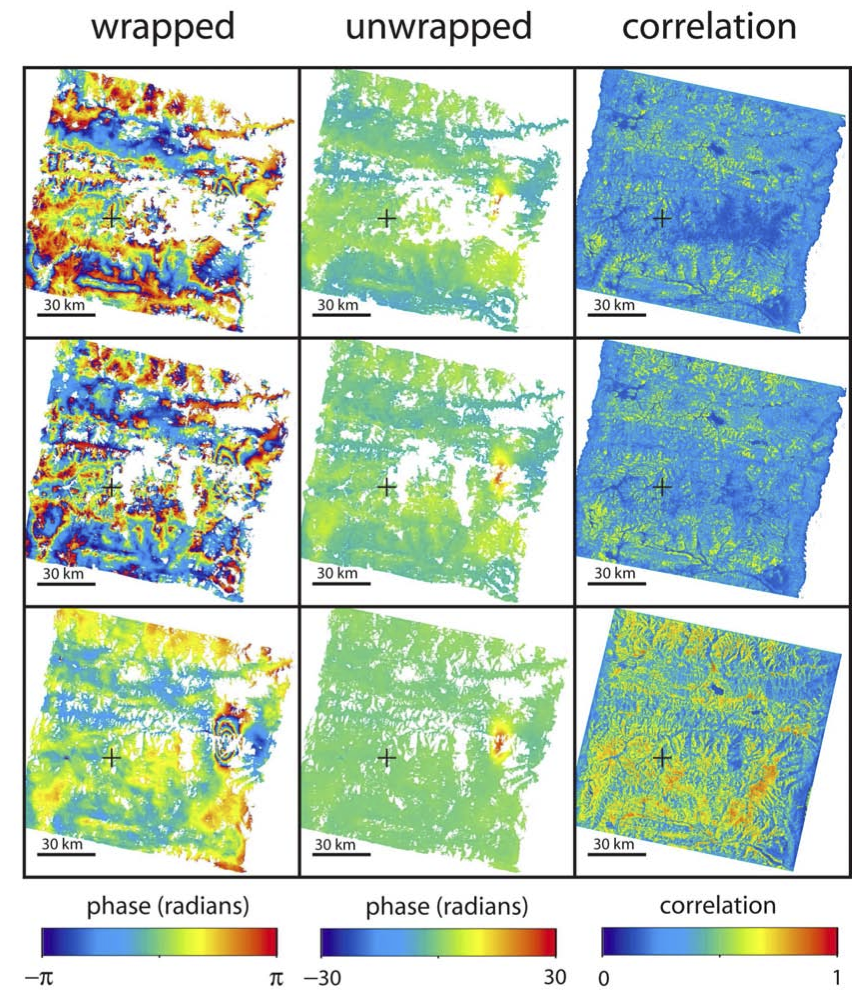 wrapped unwrapped correlation
30 km 30 km 30 km
30 km 30 km 30 km
30 km 30 km 30 km
phase (radians) phase (radians) correlation
−π π −30 30 0 1